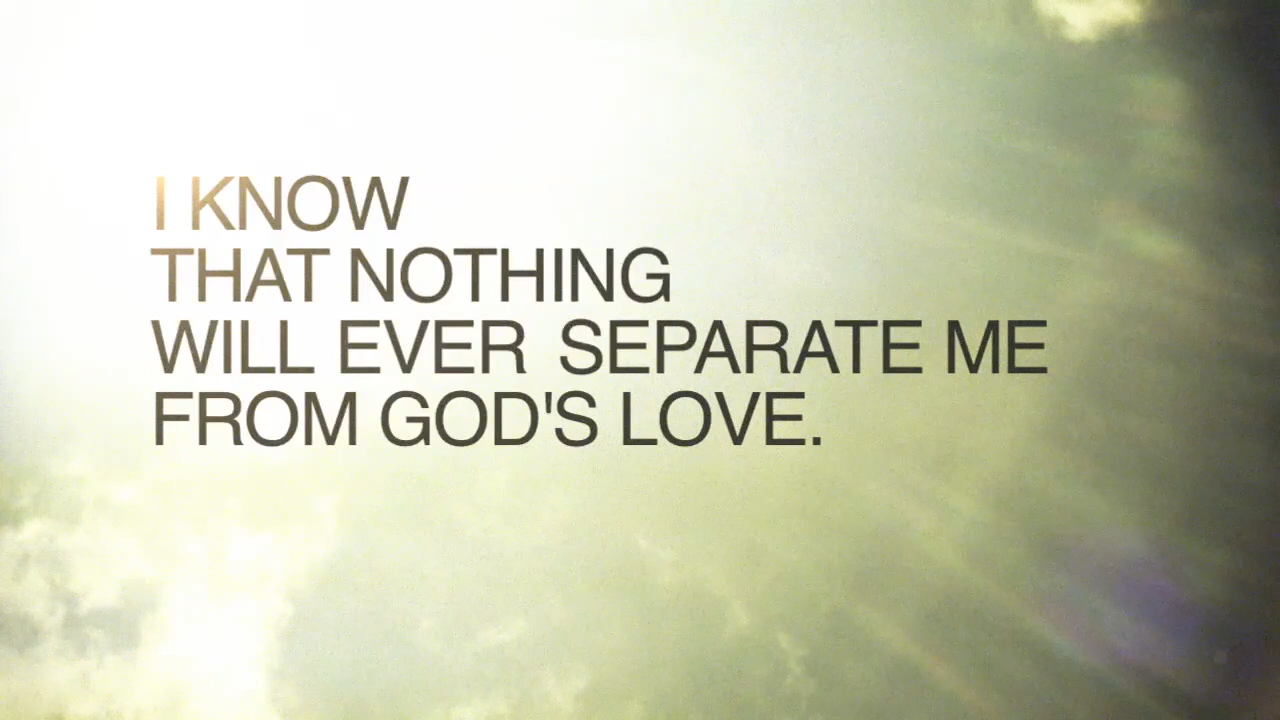 I KNOW
THAT NOTHING
WILL EVER  SEPARATE ME
FROM GOD'S LOVE.